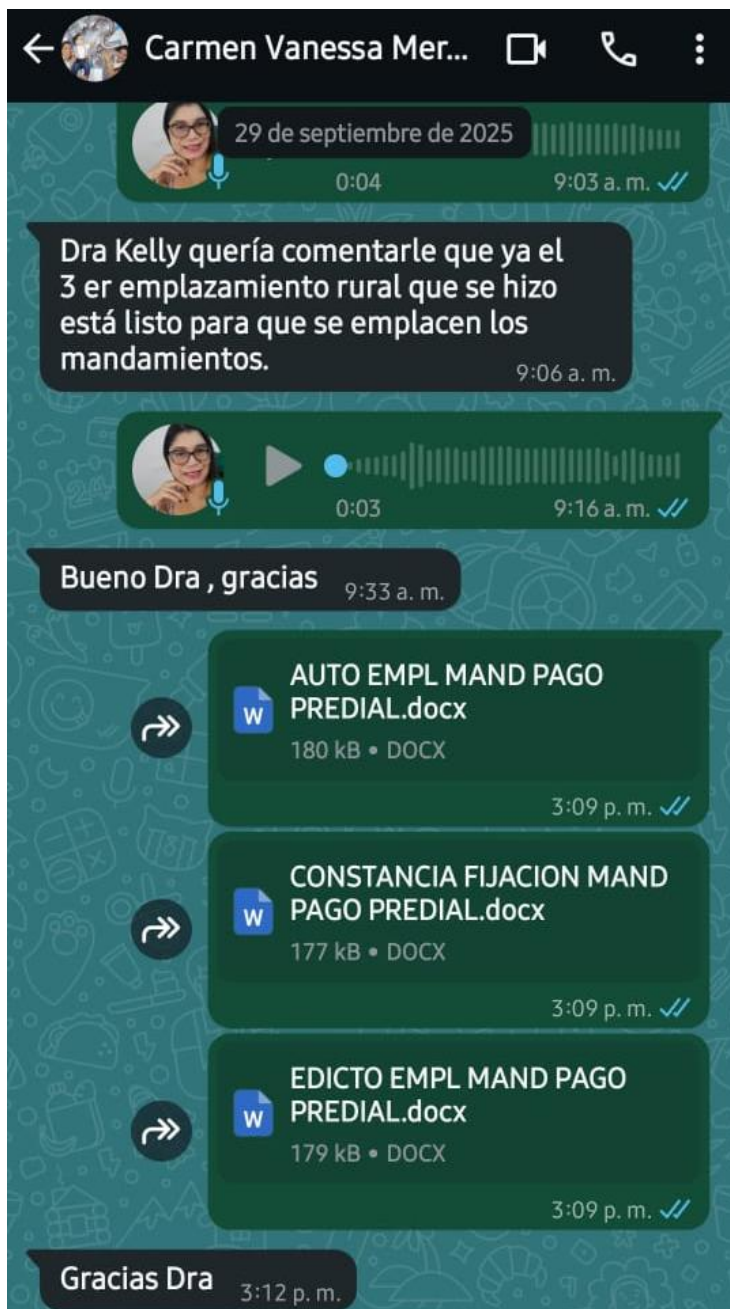 Carmen Vanessa Mer...
29 de septiembre de 2025
0:04 9:03 a. m.
Dra Kelly quería comentarle que ya el
3 er emplazamiento rural que se hizo
está listo para que se emplacen los
mandamientos.
9:06 a. m.
0:03 9:16 a. m.
Bueno Dra , gracias 9:33 a. m.
AUTO EMPL MAND PAGO
W PREDIAL.docx
180 kB • DOCX
3:09 p. m.
CONSTANCIA FIJACION MAND
W PAGO PREDIAL.docx
177 kB • DOCX
3:09 p. m.
EDICTO EMPL MAND PAGO
W PREDIAL.docx
179 kB • DOCX
3:09 p. m.
Gracias Dra 3:12 p. m.